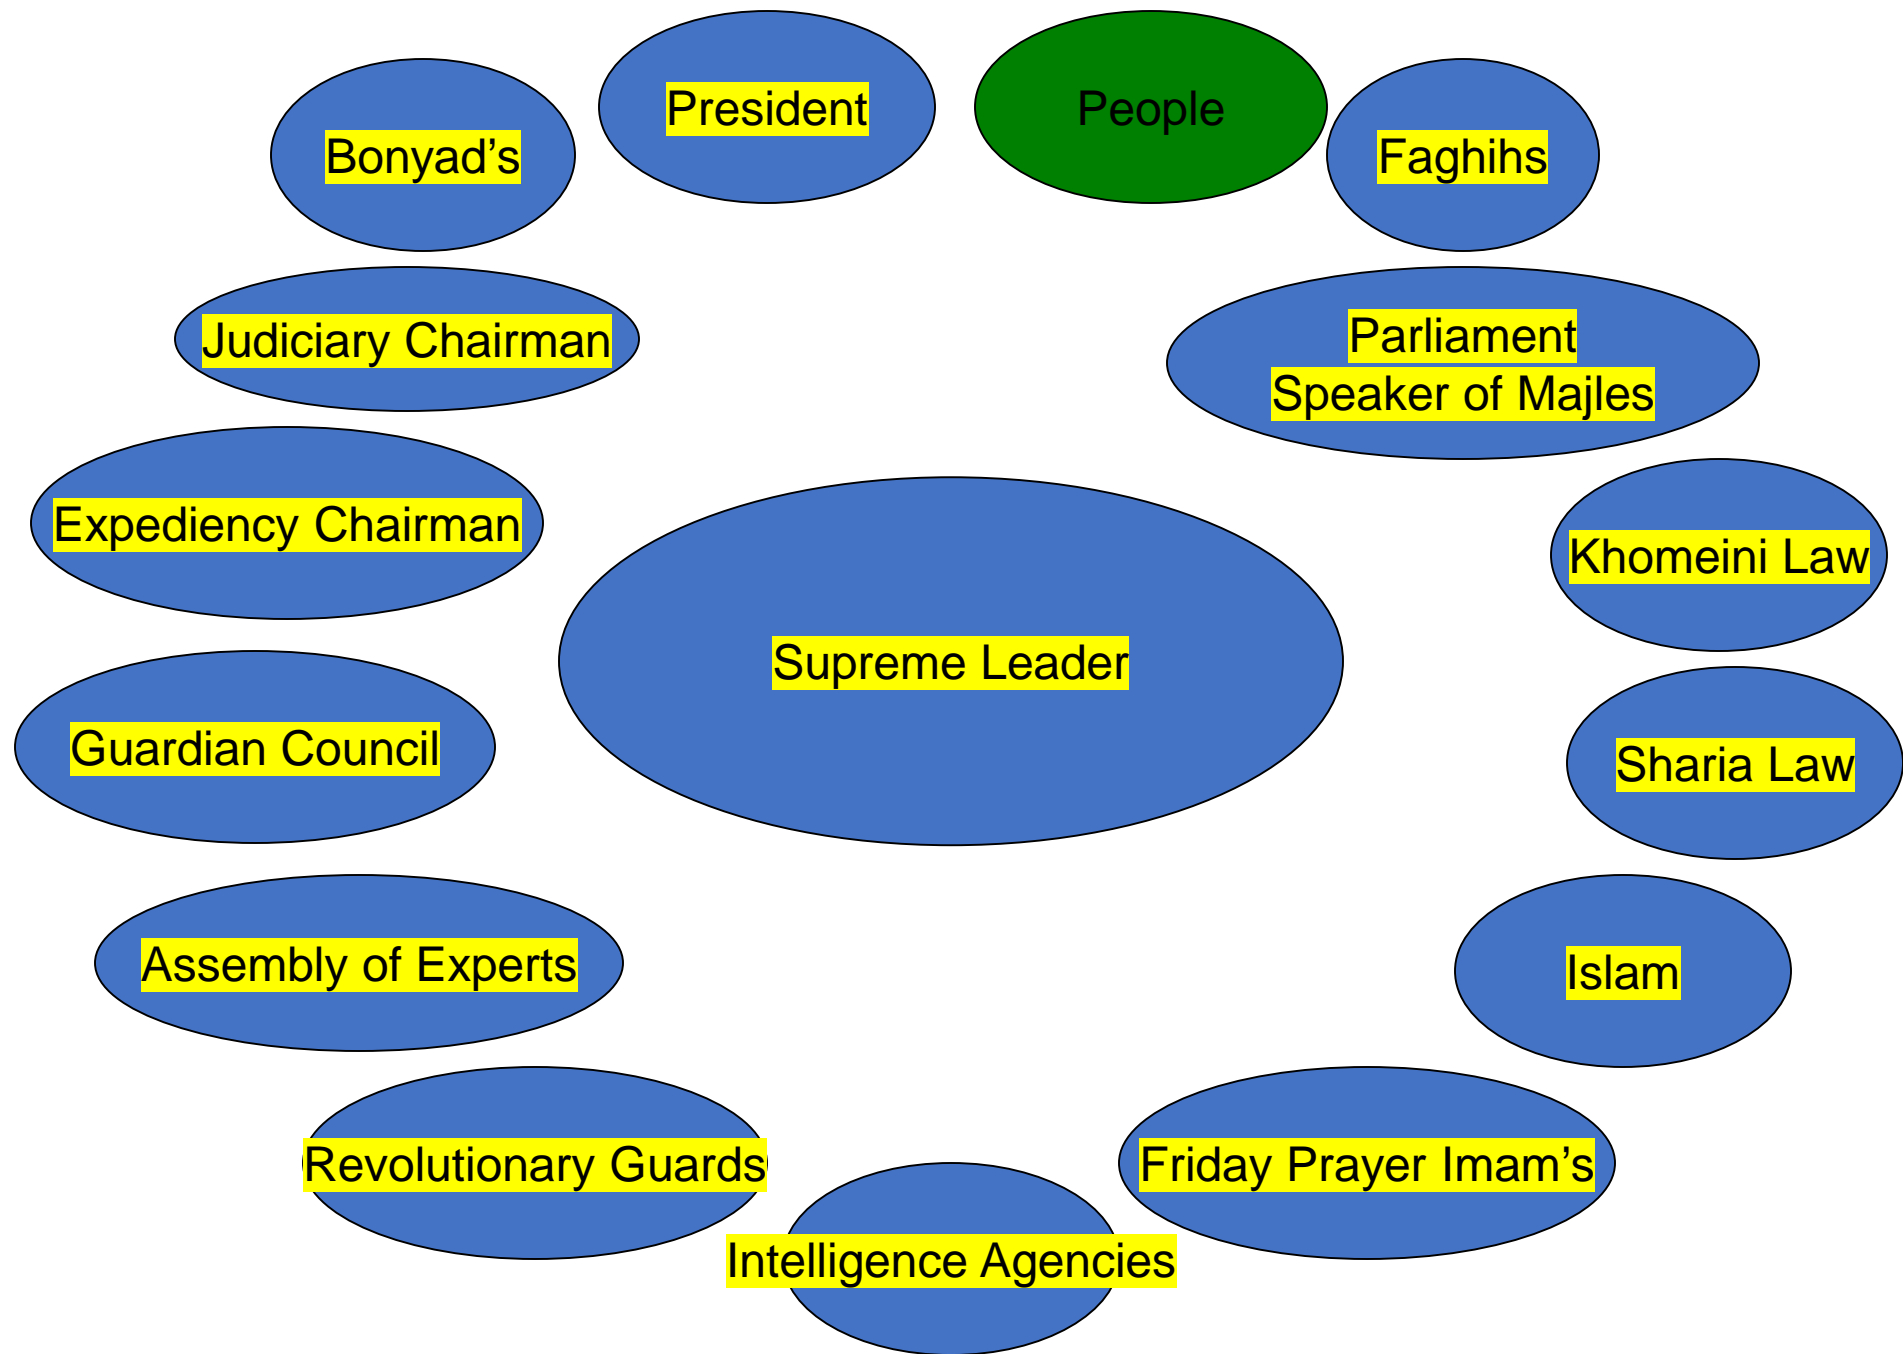 President
People
Bonyad’s
Faghihs
Judiciary Chairman
Parliament
Speaker of Majles
Expediency Chairman
Khomeini Law
Supreme Leader
Guardian Council
Sharia Law
Assembly of Experts
Islam
Revolutionary Guards
Friday Prayer Imam’s
Intelligence Agencies